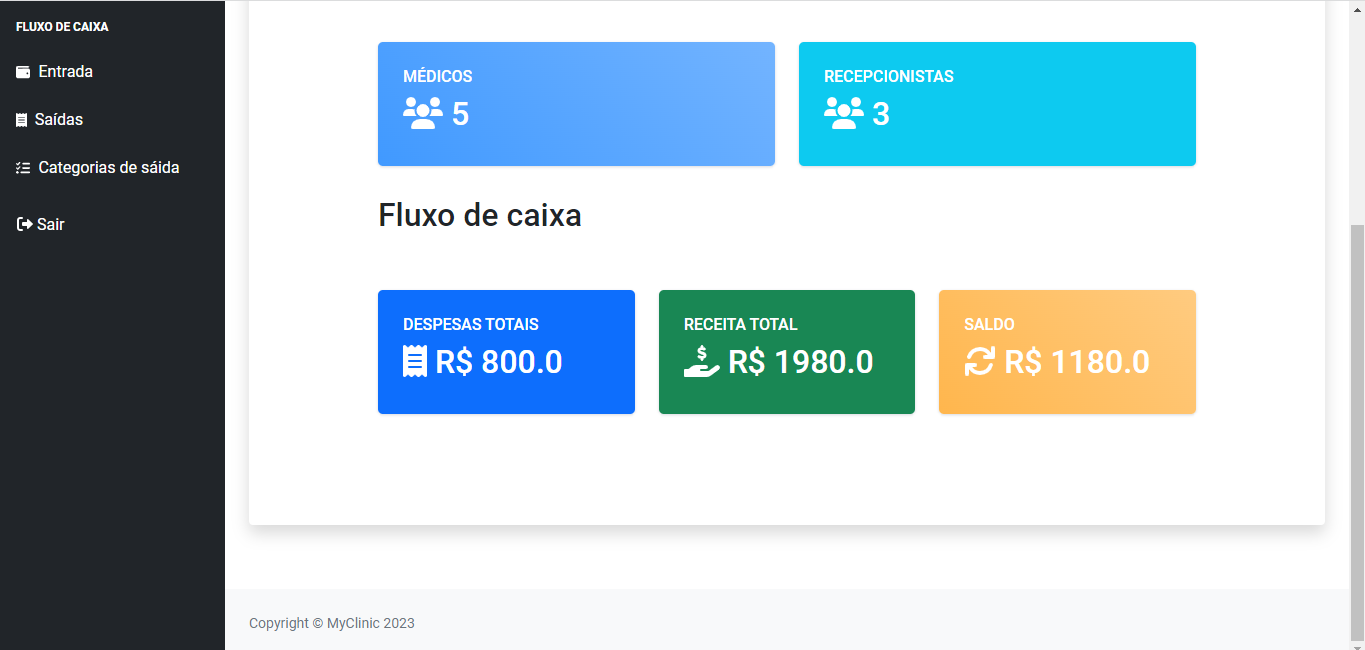 FLUXO DE CAIXA
Entrada
Saídas
Categorias de sáida
Sair
MÉDICOS
5
RECEPCIONISTAS
3
Fluxo de caixa
DESPESAS TOTAIS
R$ 800.0
RECEITA TOTAL
R$ 1980.0
SALDO
R$ 1180.0
Copyright © MyClinic 2023